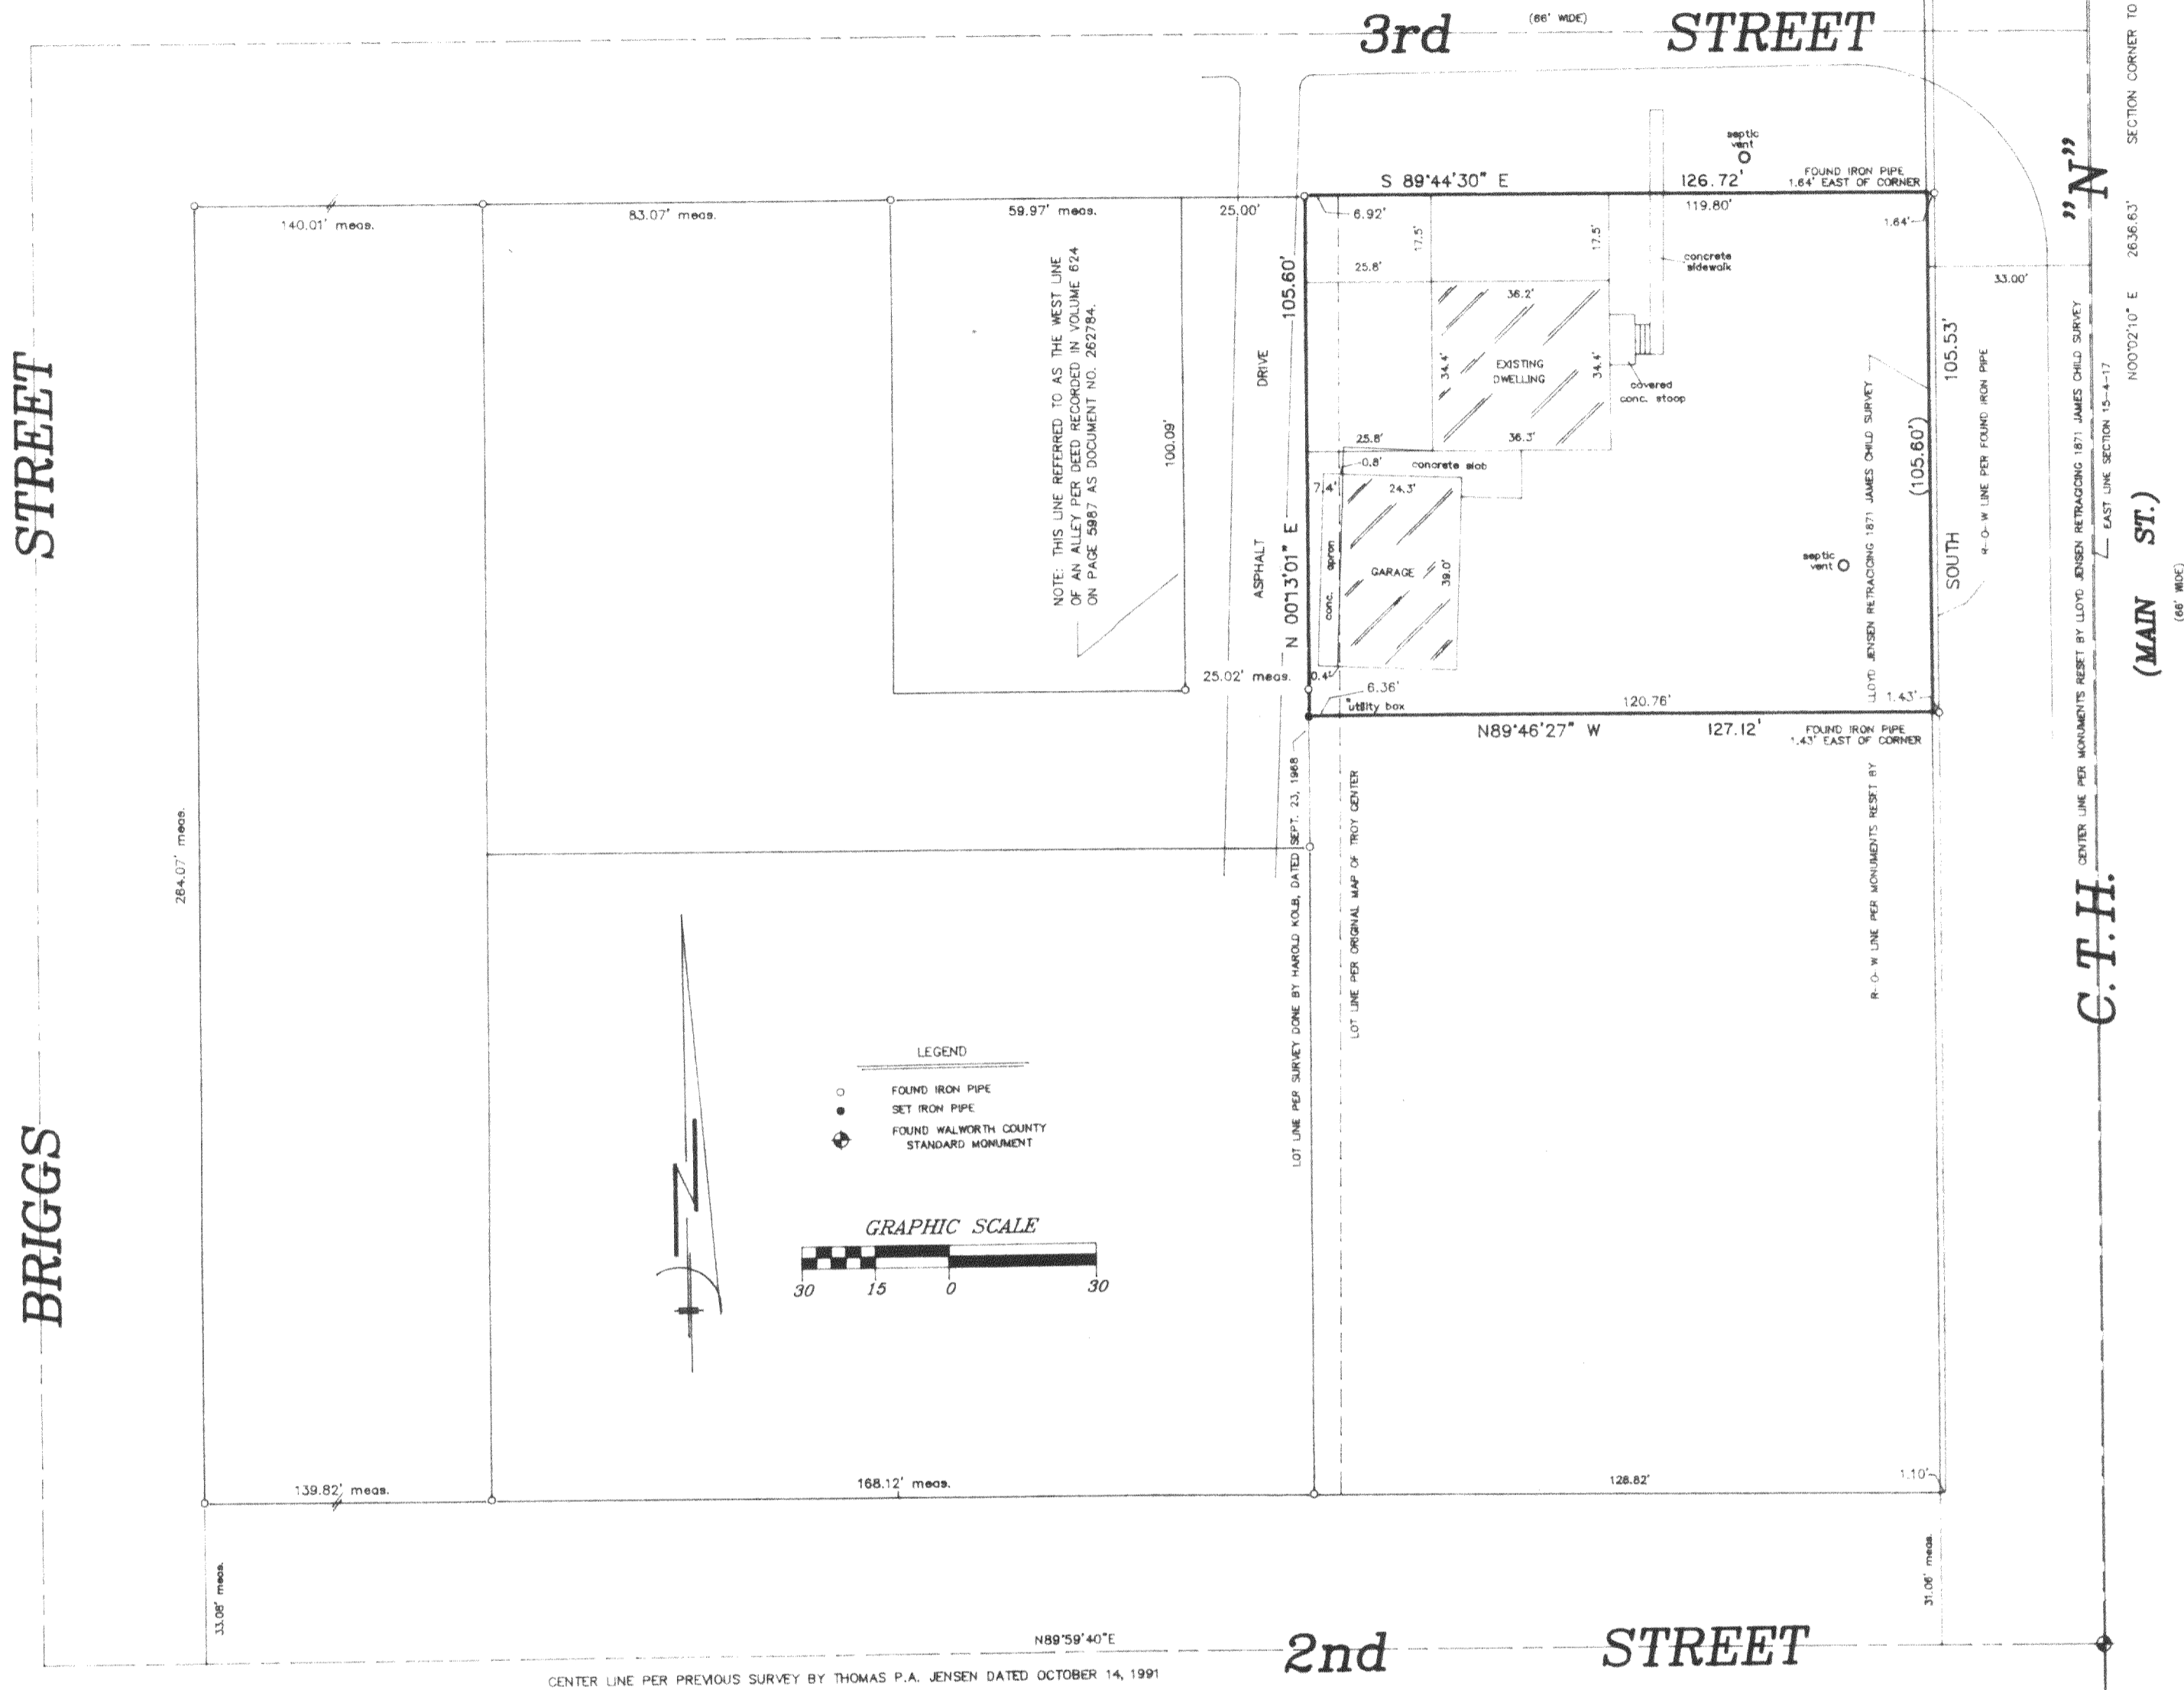 3rd STREET
(66' WIDE)
SECTION CORNER TO
2636.63'
N00°02'10" E
septic
vent
S 89°44'30" E
126.72'
FOUND IRON PIPE
1.64' EAST OF CORNER
140.01' meas.
83.07' meas.
59.97' meas.
25.00'
6.92'
119.80'
1.64'
17.5'
17.5'
concrete
sidewalk
33.00'
"N"
NOTE: THIS LINE REFERRED TO AS THE WEST LINE
OF AN ALLEY PER DEED RECORDED IN VOLUME 624
ON PAGE 5987 AS DOCUMENT NO. 262784.
105.60'
25.8'
36.2'
34.4'
EXISTING
DWELLING
34.4'
covered
conc. stoop
DRIVE
ASPHALT
100.09'
25.8'
36.3'
0.8'
concrete slab
7.4'
24.3'
N 00°13'01" E
conc. apron
GARAGE
39.0'
septic
vent
(105.60')
105.53'
SOUTH
R-O-W LINE PER FOUND IRON PIPE
EAST LINE SECTION 15-4-17
STREET
(MAIN ST.)
(66' WIDE)
25.02' meas.
0.4'
6.36'
utility box
120.76'
1.43'
N89°46'27" W
127.12'
FOUND IRON PIPE
1.43' EAST OF CORNER
R-O-W LINE PER MONUMENTS RESET BY LLOYD JENSEN RETRACICING 1871 JAMES CHILD SURVEY
CENTER LINE PER MONUMENTS RESET BY LLOYD JENSEN RETRACICING 1871 JAMES CHILD SURVEY
C.T.H.
LOT LINE PER SURVEY DONE BY HAROLD KOLB, DATED SEPT. 23, 1968
LOT LINE PER ORIGINAL MAP OF TROY CENTER
264.07' meas.
BRIGGS
N
LEGEND
FOUND IRON PIPE
SET IRON PIPE
FOUND WALWORTH COUNTY
STANDARD MONUMENT
GRAPHIC SCALE
30 15 0 30
139.82' meas.
168.12' meas.
128.82'
1.10'
33.08' meas.
31.06' meas.
N89°59'40"E
2nd STREET
CENTER LINE PER PREVIOUS SURVEY BY THOMAS P.A. JENSEN DATED OCTOBER 14, 1991